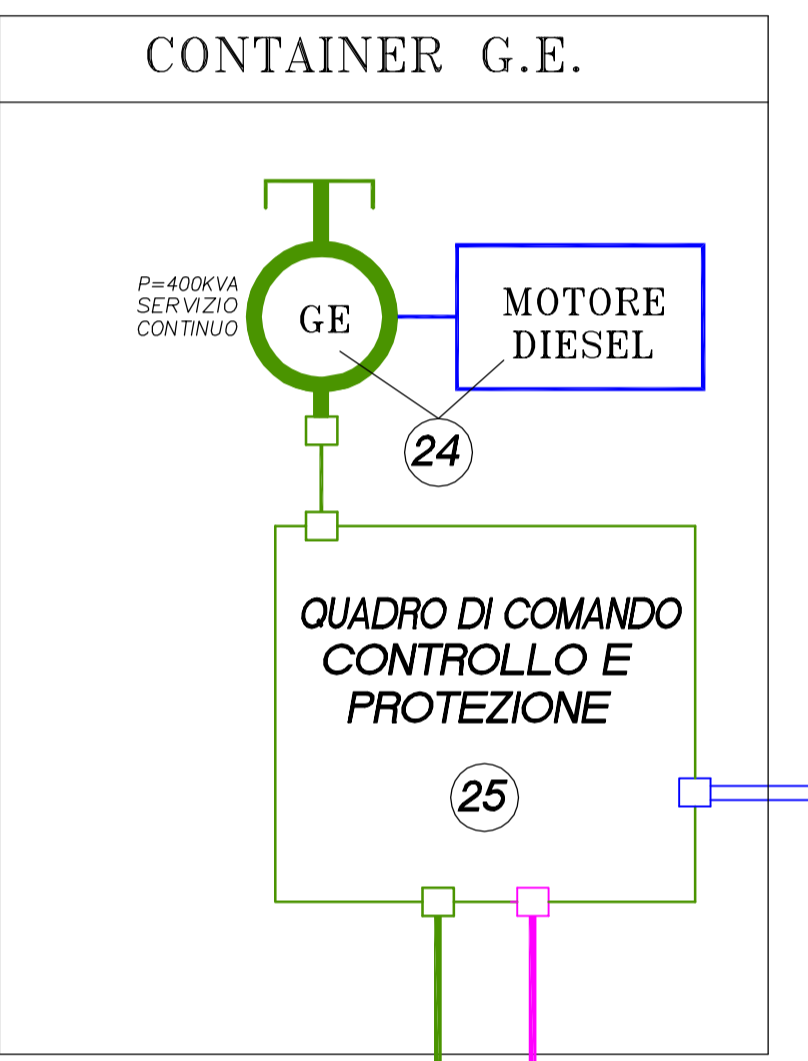 CONTAINER G.E.
P=400KVA
SERVIZIO
CONTINUO
GE
MOTORE
DIESEL
24
QUADRO DI COMANDO
CONTROLLO E
PROTEZIONE
25